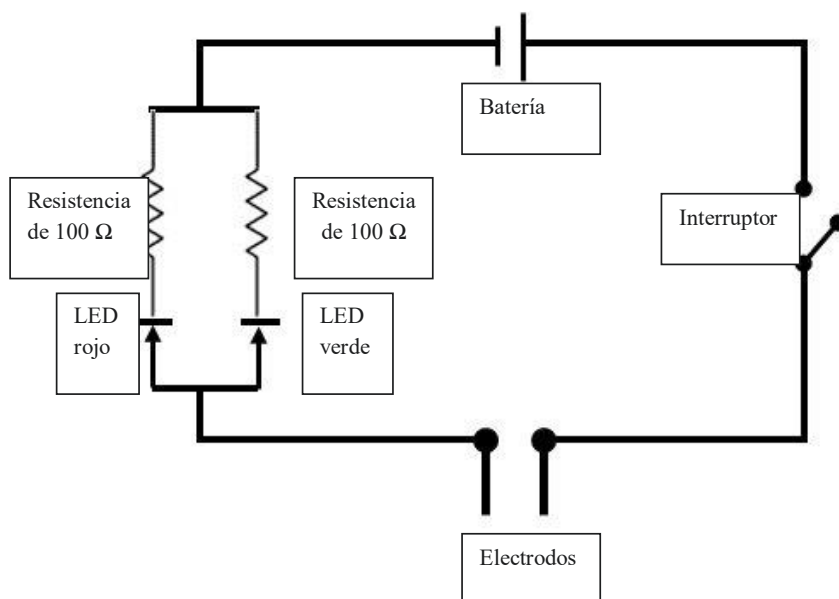 Batería
Resistencia
de 100 Ω
Resistencia
de 100 Ω
Interruptor
LED
rojo
LED
verde
Electrodos